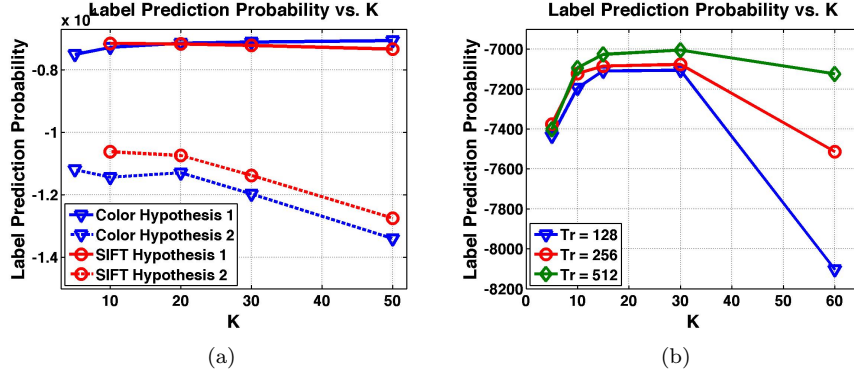 Label Prediction Probability vs. K
x 10
Label Prediction Probability
-0.8
-1
-1.2
-1.4
10 20 30 40 50
K
Color Hypothesis 1
Color Hypothesis 2
SIFT Hypothesis 1
SIFT Hypothesis 2
(a)
Label Prediction Probability vs. K
Label Prediction Probability
-7000
-7200
-7400
-7600
-7800
-8000
-8200
0 10 20 30 40 50 60
K
Tr = 128
Tr = 256
Tr = 512
(b)